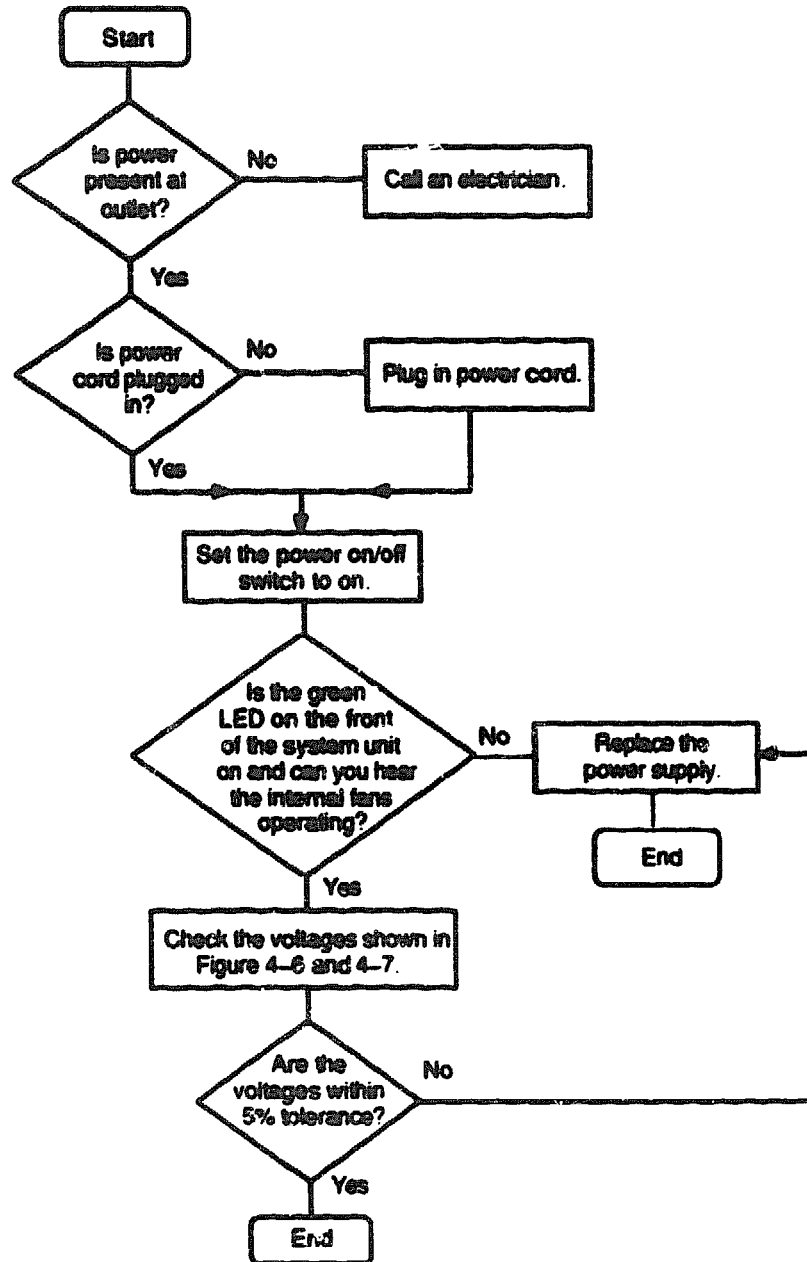 Start
Is power
present at
outlet?
No
Call an electrician.
Yes
Is power
cord plugged
in?
No
Plug in power cord.
Yes
Set the power on/off
switch to on.
Is the green
LED on the front
of the system unit
on and can you hear
the internal fans
operating?
No
Replace the
power supply.
End
Yes
Check the voltages shown in
Figure 4–6 and 4–7.
Are the
voltages within
5% tolerance?
No
Yes
End